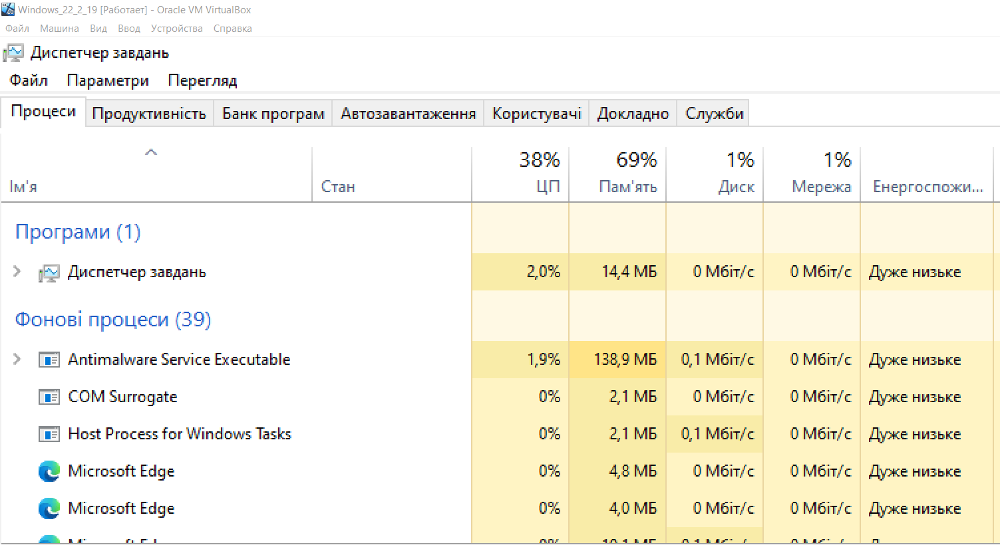 Windows_22_2_19 [Работает] - Oracle VM VirtualBox
Файл Машина Вид Ввод Устройства Справка
Диспетчер завдань
Файл Параметри Перегляд
Процеси Продуктивність Банк програм Автозавантаження Користувачі Докладно Служби
38% 69% 1% 1%
Ім'я Стан ЦП Пам'ять Диск Мережа Енергоспожи...
Програми (1)
Диспетчер завдань 2,0% 14,4 МБ 0 Мбіт/с 0 Мбіт/с Дуже низьке
Фонові процеси (39)
Antimalware Service Executable 1,9% 138,9 МБ 0,1 Мбіт/с 0 Мбіт/с Дуже низьке
COM Surrogate 0% 2,1 МБ 0 Мбіт/с 0 Мбіт/с Дуже низьке
Host Process for Windows Tasks 0% 2,1 МБ 0,1 Мбіт/с 0 Мбіт/с Дуже низьке
Microsoft Edge 0% 4,8 МБ 0 Мбіт/с 0 Мбіт/с Дуже низьке
Microsoft Edge 0% 4,0 МБ 0 Мбіт/с 0 Мбіт/с Дуже низьке